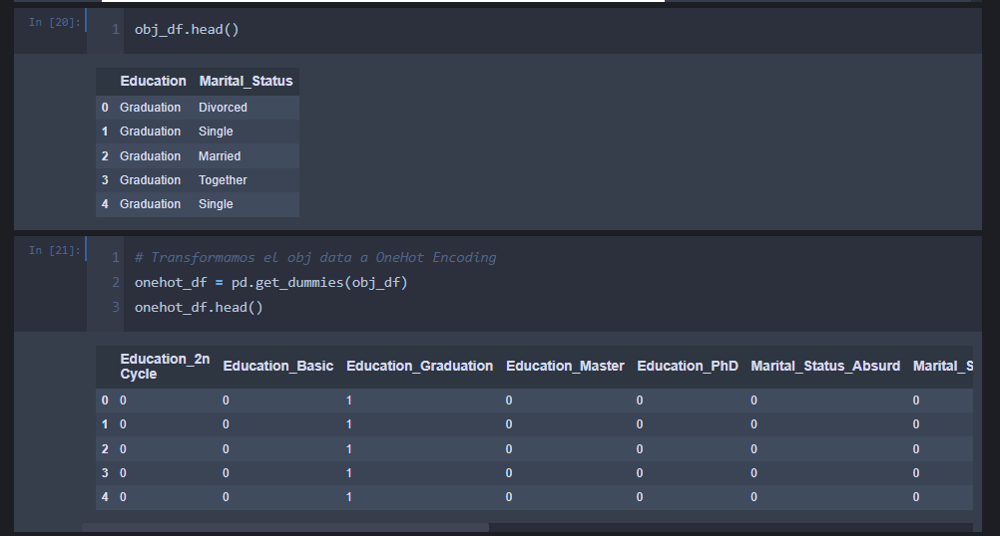 In [20]:
1 obj_df.head()
Education Marital_Status
0 Graduation Divorced
1 Graduation Single
2 Graduation Married
3 Graduation Together
4 Graduation Single
In [21]:
1 # Transformamos el obj data a OneHot Encoding
2 onehot_df = pd.get_dummies(obj_df)
3 onehot_df.head()
Education_2n
Cycle Education_Basic Education_Graduation Education_Master Education_PhD Marital_Status_Absurd Marital_S
0 0 0 1 0 0 0 0
1 0 0 1 0 0 0 0
2 0 0 1 0 0 0 0
3 0 0 1 0 0 0 0
4 0 0 1 0 0 0 0